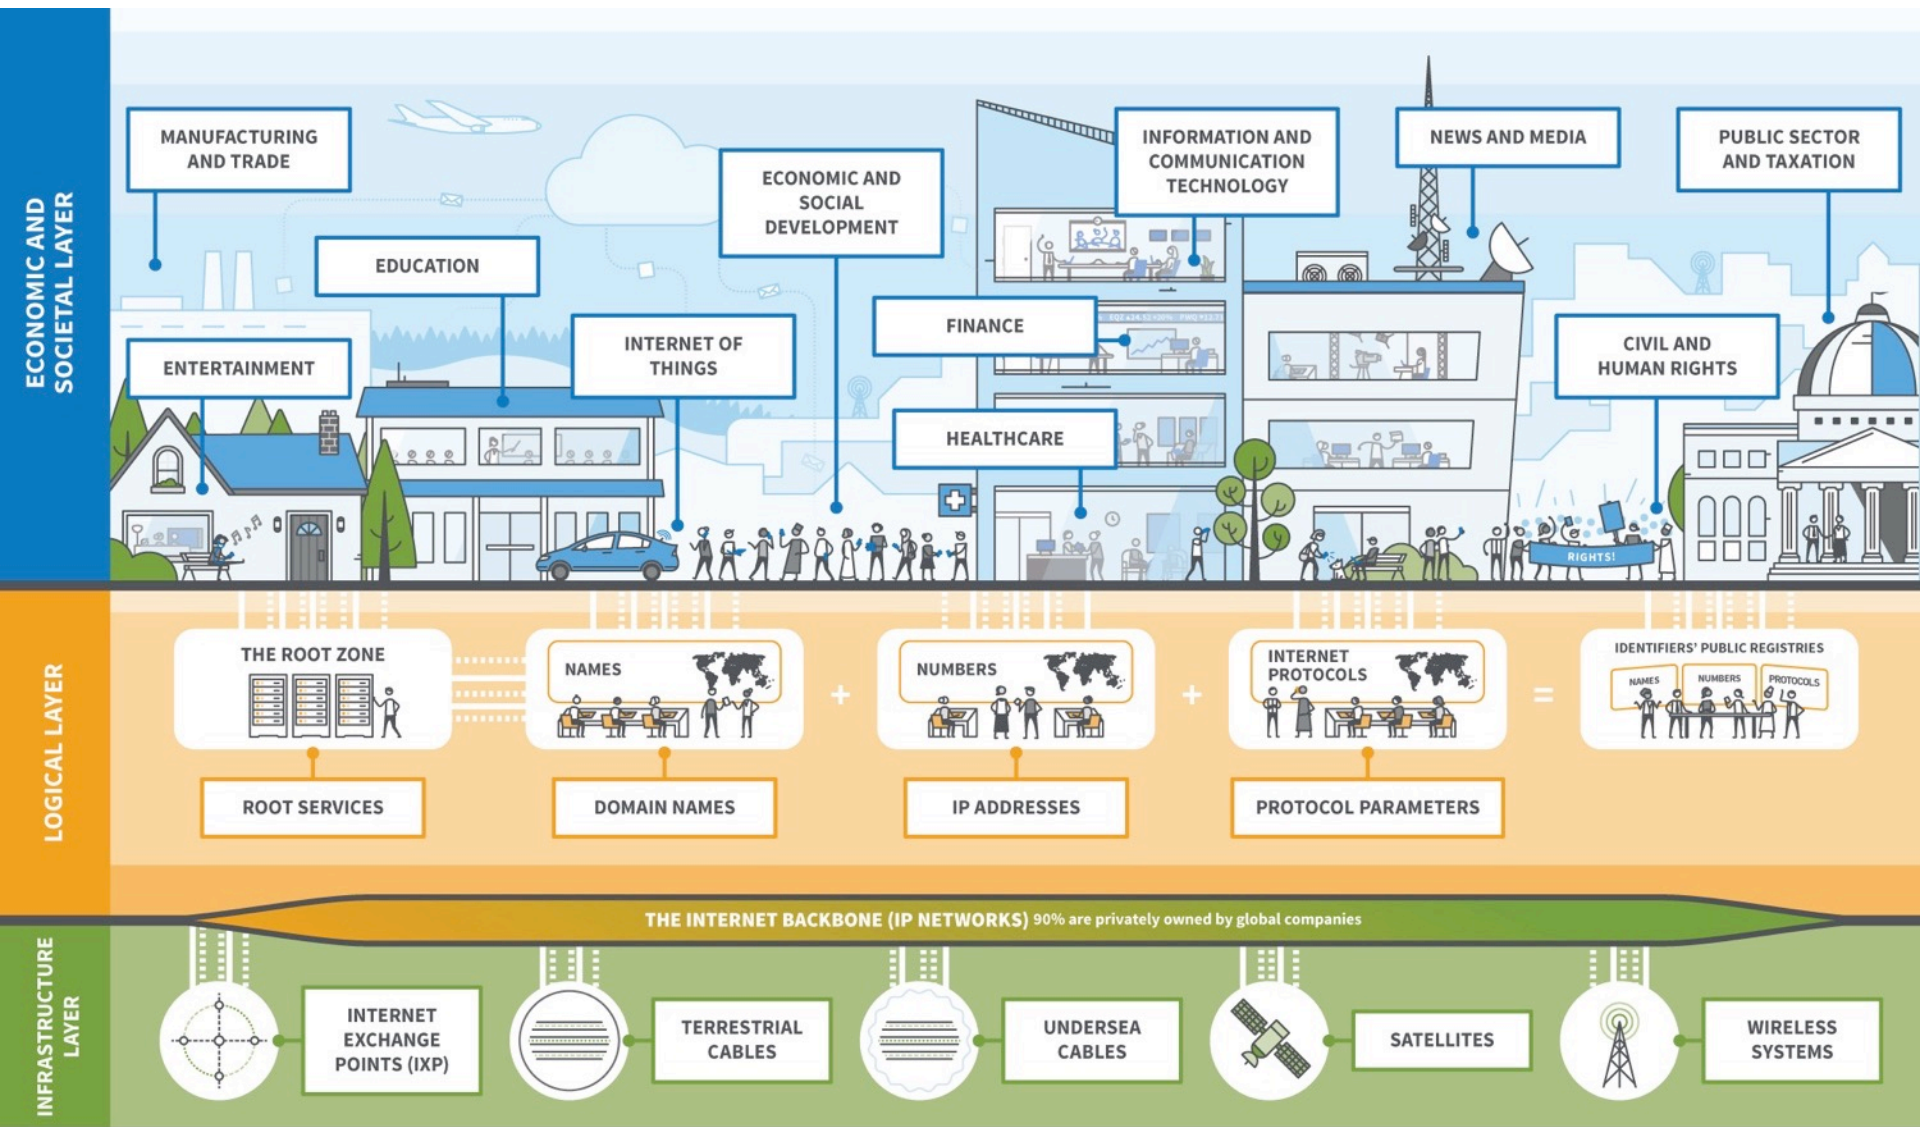 ECONOMIC AND
SOCIETAL LAYER
MANUFACTURING
AND TRADE
EDUCATION
ENTERTAINMENT
INTERNET OF
THINGS
ECONOMIC AND
SOCIAL
DEVELOPMENT
FINANCE
HEALTHCARE
INFORMATION AND
COMMUNICATION
TECHNOLOGY
NEWS AND MEDIA
PUBLIC SECTOR
AND TAXATION
CIVIL AND
HUMAN RIGHTS
RIGHTS!
LOGICAL LAYER
THE ROOT ZONE
ROOT SERVICES
NAMES
DOMAIN NAMES
+
NUMBERS
IP ADDRESSES
+
INTERNET
PROTOCOLS
PROTOCOL PARAMETERS
=
IDENTIFIERS’ PUBLIC REGISTRIES
NAMES
NUMBERS
PROTOCOLS
THE INTERNET BACKBONE (IP NETWORKS) 90% are privately owned by global companies
INFRASTRUCTURE
LAYER
INTERNET
EXCHANGE
POINTS (IXP)
TERRESTRIAL
CABLES
UNDERSEA
CABLES
SATELLITES
WIRELESS
SYSTEMS